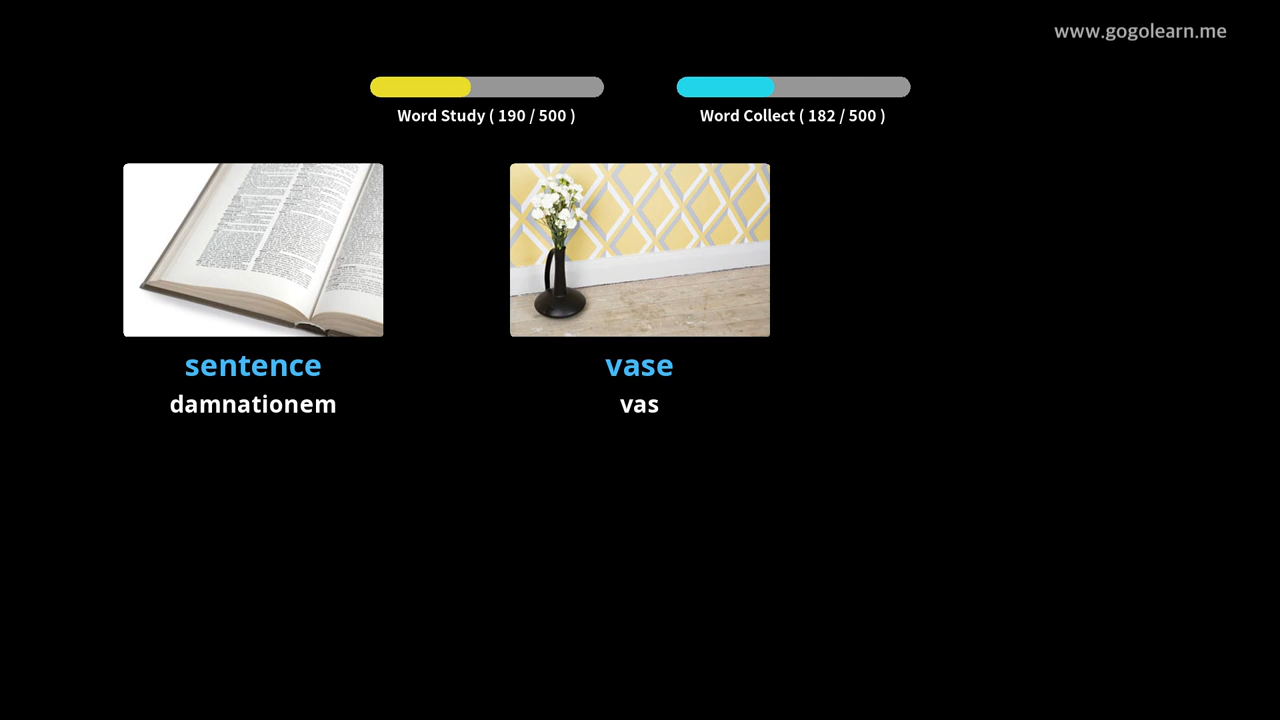 www.gogolearn.me
Word Study ( 190 / 500 )
Word Collect ( 182 / 500 )
sentence
damnationem
vase
vas